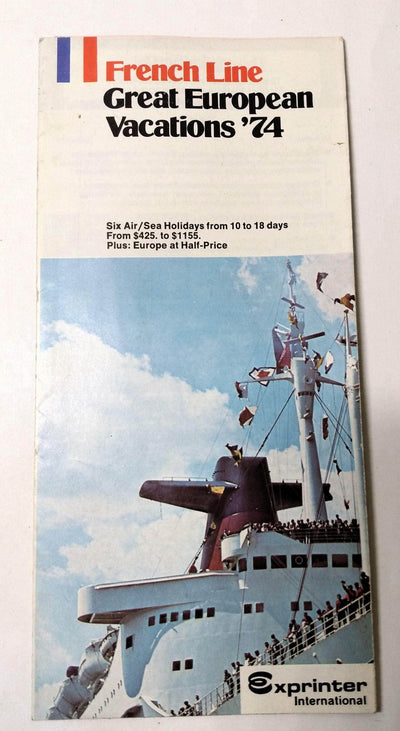 French Line
Great European
Vacations '74
Six Air/Sea Holidays from 10 to 18 days
From $425. to $1155.
Plus: Europe at Half-Price
Exprinter
International